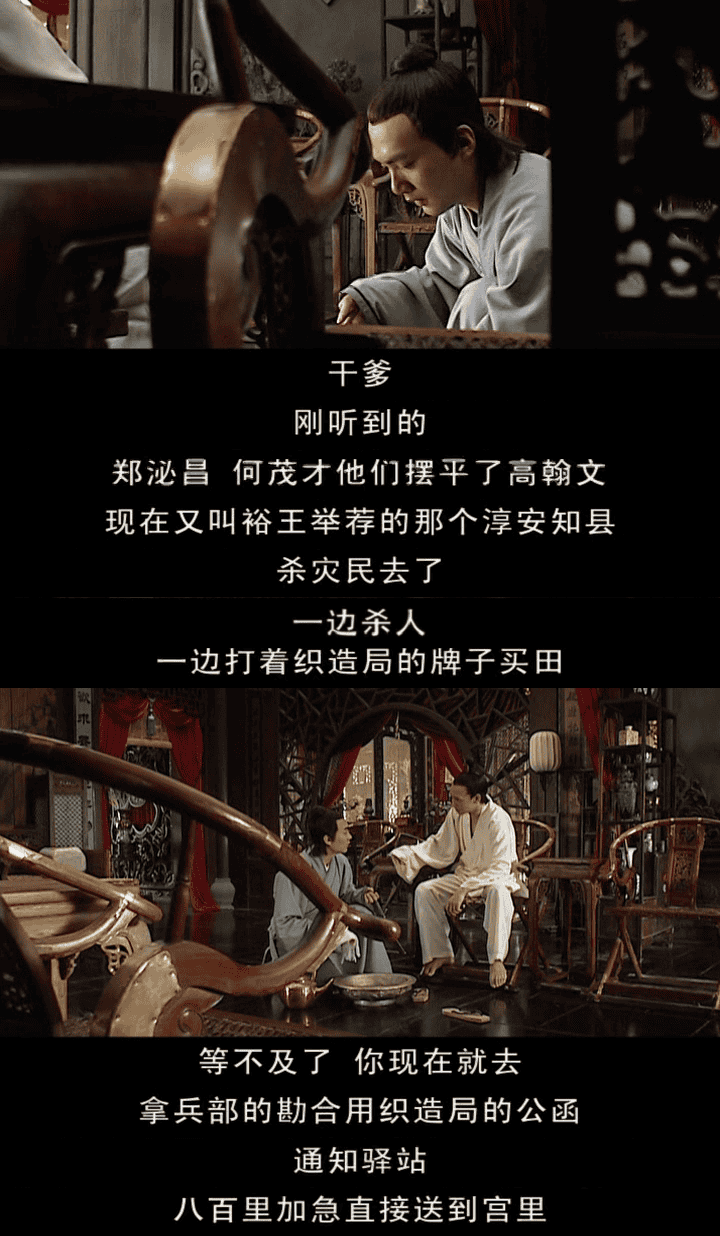 干爹
刚听到的
郑泌昌 何茂才他们摆平了高翰文
现在又叫裕王举荐的那个淳安知县
杀灾民去了
一边杀人
一边打着织造局的牌子买田
等不及了 你现在就去
拿兵部的勘合用织造局的公函
通知驿站
八百里加急直接送到宫里